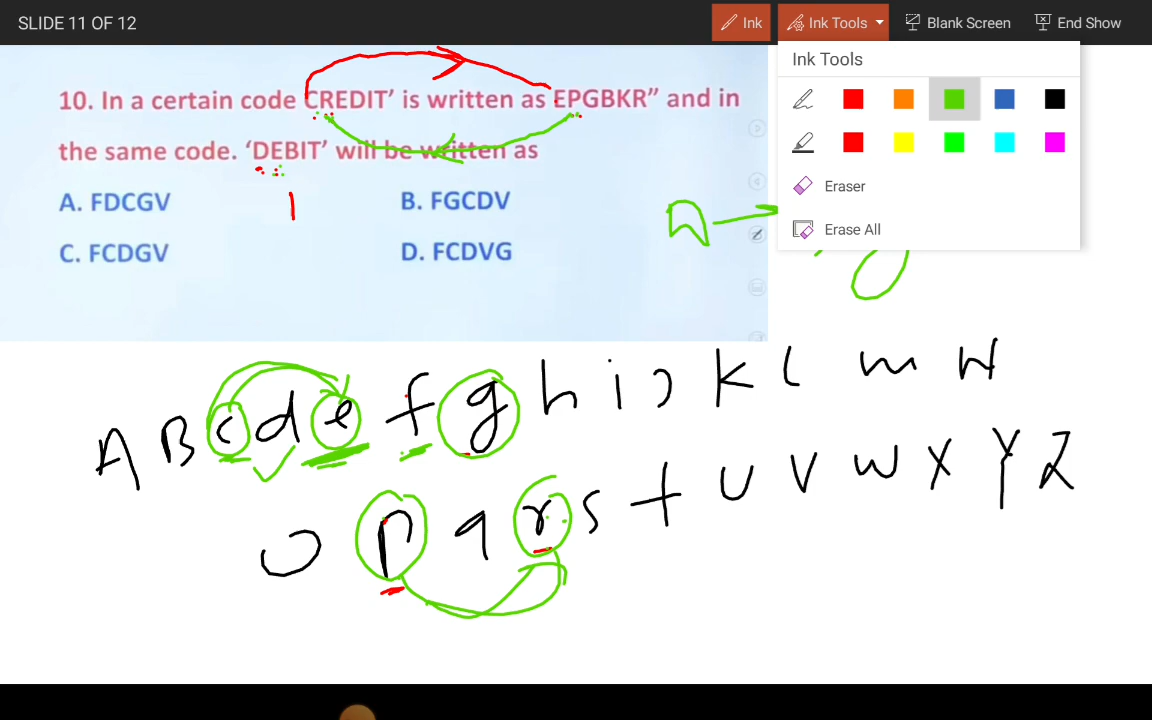 SLIDE 11 OF 12
Ink
Ink Tools
Blank Screen
End Show
Ink Tools
Eraser
Erase All
10. In a certain code CREDIT' is written as EPGBKR" and in
the same code. 'DEBIT' will be written as
A. FDCGV
B. FGCDV
C. FCDGV
D. FCDVG
A B c d e f g h i J K L m N
O p q r s t U V W X Y Z